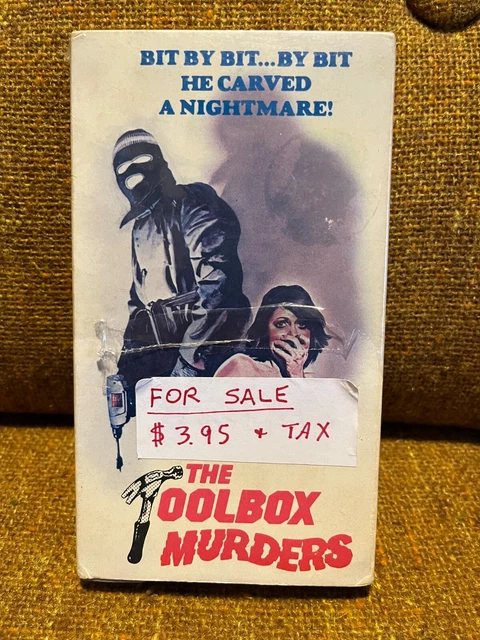 BIT BY BIT...BY BIT
HE CARVED
A NIGHTMARE!
FOR SALE
$3.95 + TAX
THE
TOOLBOX
MURDERS